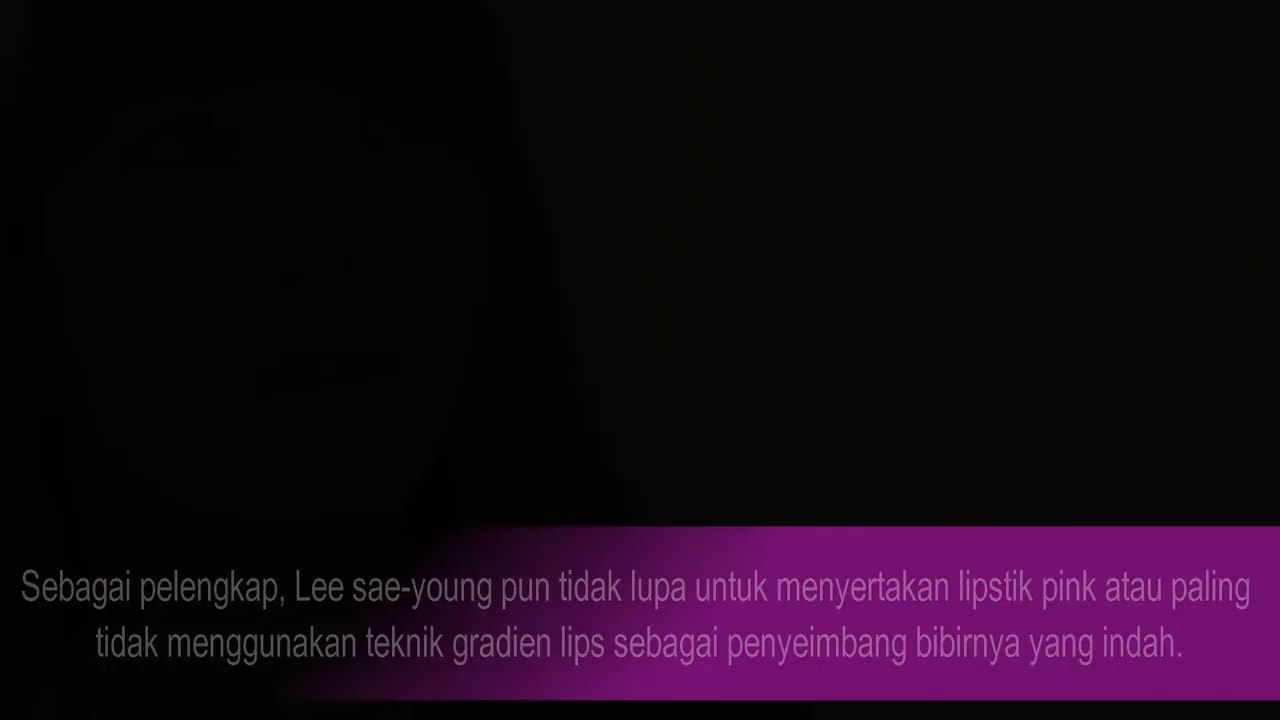 Sebagai pelengkap, Lee sae-young pun tidak lupa untuk menyertakan lipstik pink atau paling
tidak menggunakan teknik gradien lips sebagai penyeimbang bibirnya yang indah.